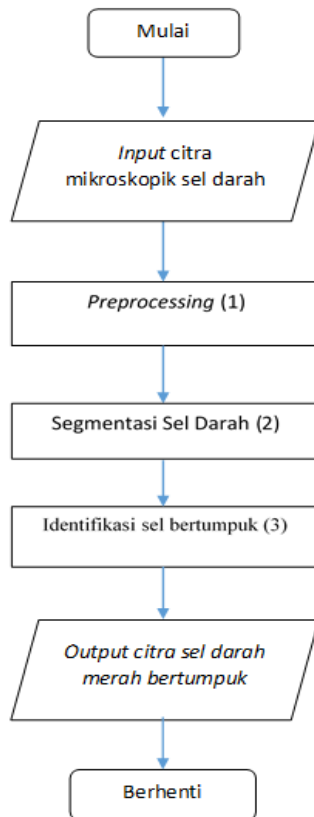 Mulai
Input citra
mikroskopik sel darah
Preprocessing (1)
Segmentasi Sel Darah (2)
Identifikasi sel bertumpuk (3)
Output citra sel darah
merah bertumpuk
Berhenti